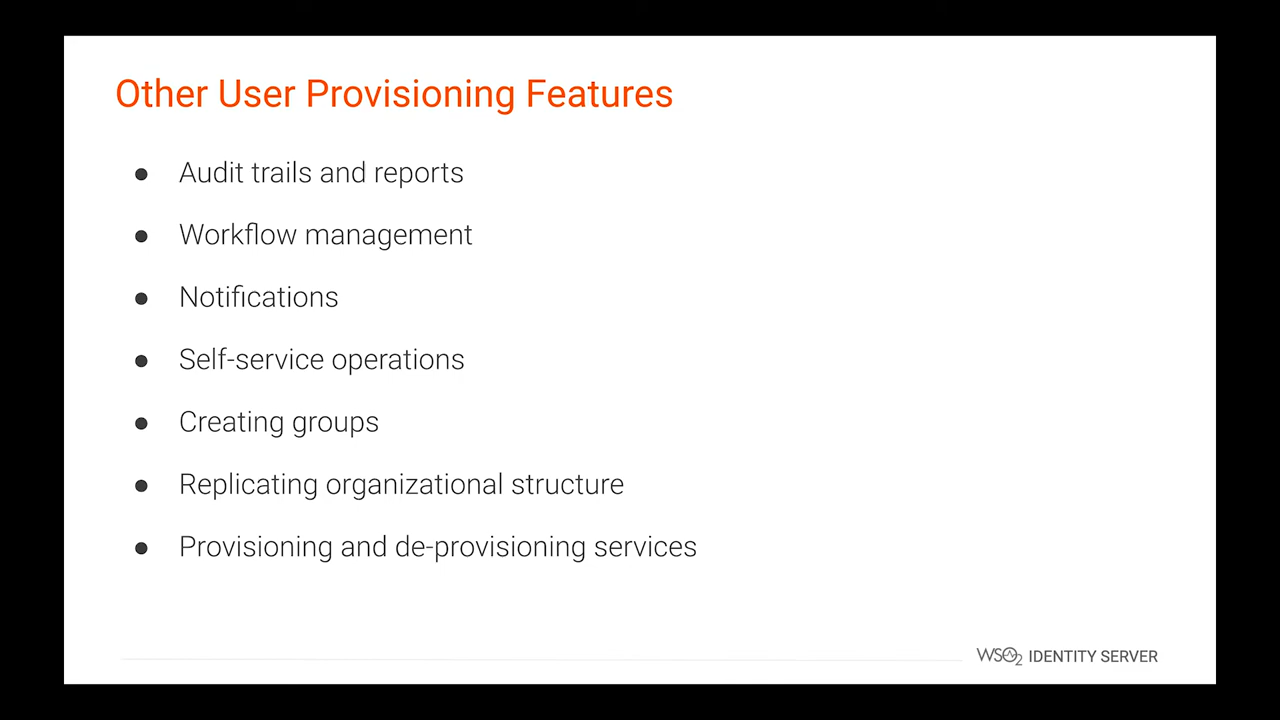 Other User Provisioning Features
● Audit trails and reports
● Workflow management
● Notifications
● Self-service operations
● Creating groups
● Replicating organizational structure
● Provisioning and de-provisioning services
WSO2 IDENTITY SERVER